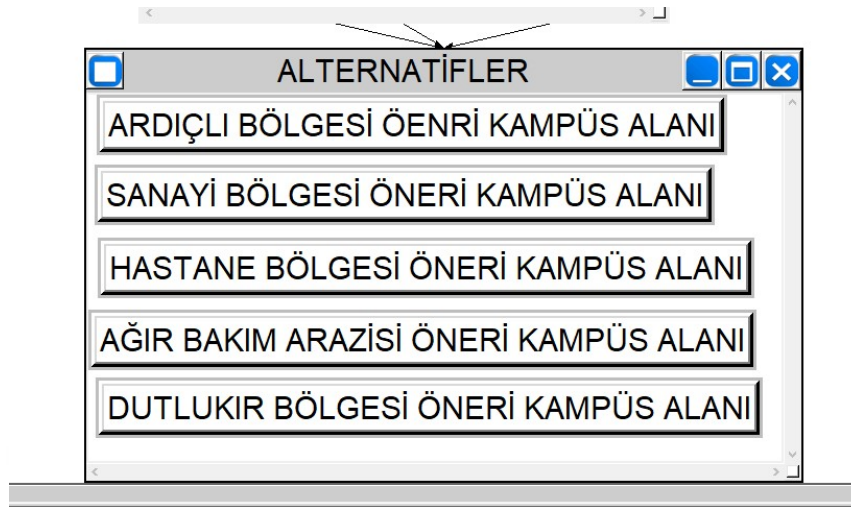 ALTERNATİFLER
ARDIÇLI BÖLGESİ ÖENRİ KAMPÜS ALANI
SANAYİ BÖLGESİ ÖNERİ KAMPÜS ALANI
HASTANE BÖLGESİ ÖNERİ KAMPÜS ALANI
AĞIR BAKIM ARAZİSİ ÖNERİ KAMPÜS ALANI
DUTLUKIR BÖLGESİ ÖNERİ KAMPÜS ALANI